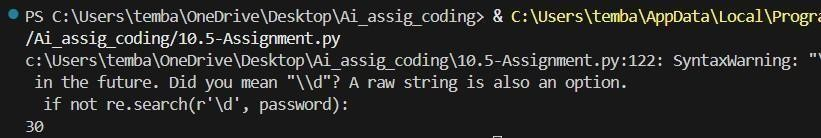 PS C:\Users\temba\OneDrive\Desktop\Ai_assig_coding> & C:\Users\temba\AppData\Local\Progra
/Ai_assig_coding/10.5-Assignment.py
c:\Users\temba\OneDrive\Desktop\Ai_assig_coding\10.5-Assignment.py:122: SyntaxWarning: "\
in the future. Did you mean "\\d"? A raw string is also an option.
if not re.search(r'\d', password):
30